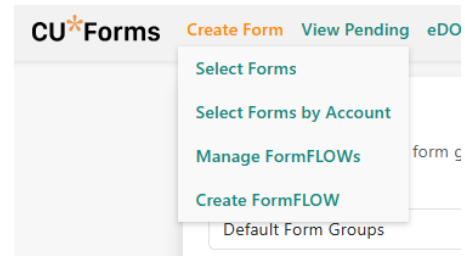 CU*Forms Create Form View Pending eDO
Select Forms
Select Forms by Account
Manage FormFLOWs
form g
Create FormFLOW
Default Form Groups